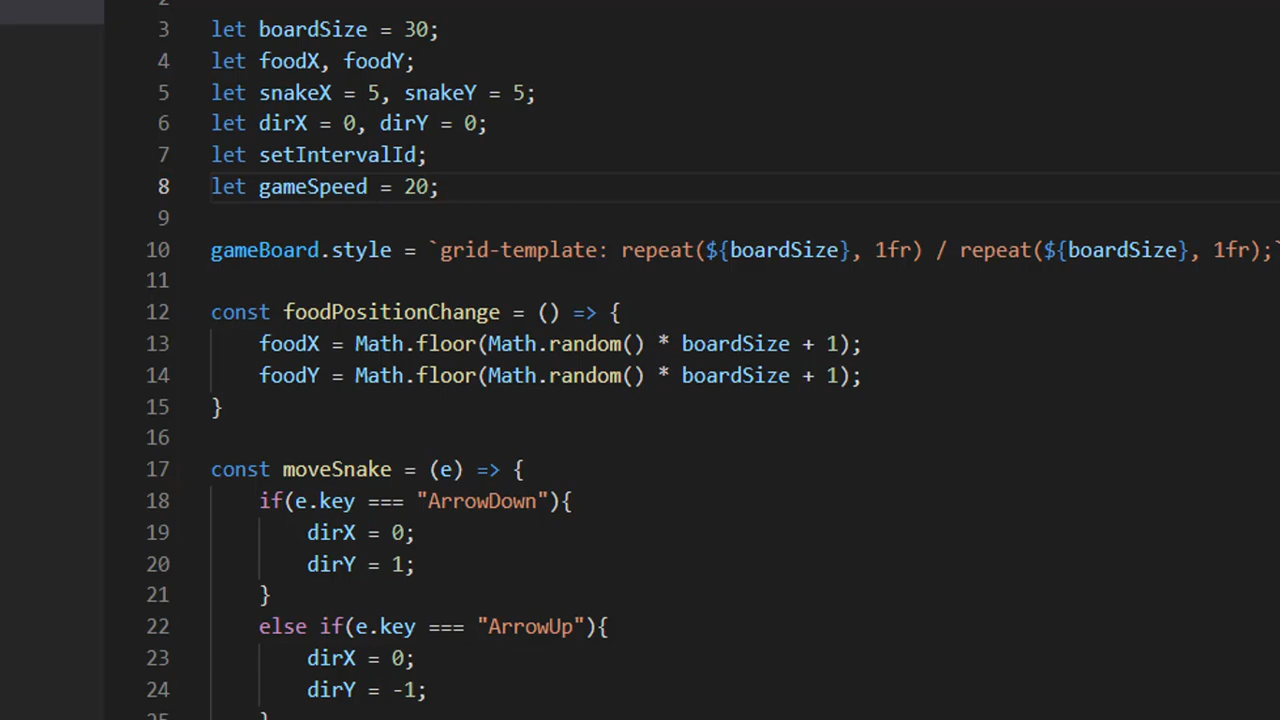 3 let boardSize = 30;
4 let foodX, foodY;
5 let snakeX = 5, snakeY = 5;
6 let dirX = 0, dirY = 0;
7 let setIntervalId;
8 let gameSpeed = 20;
9
10 gameBoard.style = `grid-template: repeat(${boardSize}, 1fr) / repeat(${boardSize}, 1fr);`
11
12 const foodPositionChange = () => {
13 foodX = Math.floor(Math.random() * boardSize + 1);
14 foodY = Math.floor(Math.random() * boardSize + 1);
15 }
16
17 const moveSnake = (e) => {
18 if(e.key === "ArrowDown"){
19 dirX = 0;
20 dirY = 1;
21 }
22 else if(e.key === "ArrowUp"){
23 dirX = 0;
24 dirY = -1;